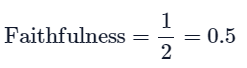 Faithfulness = 1/2 = 0.5